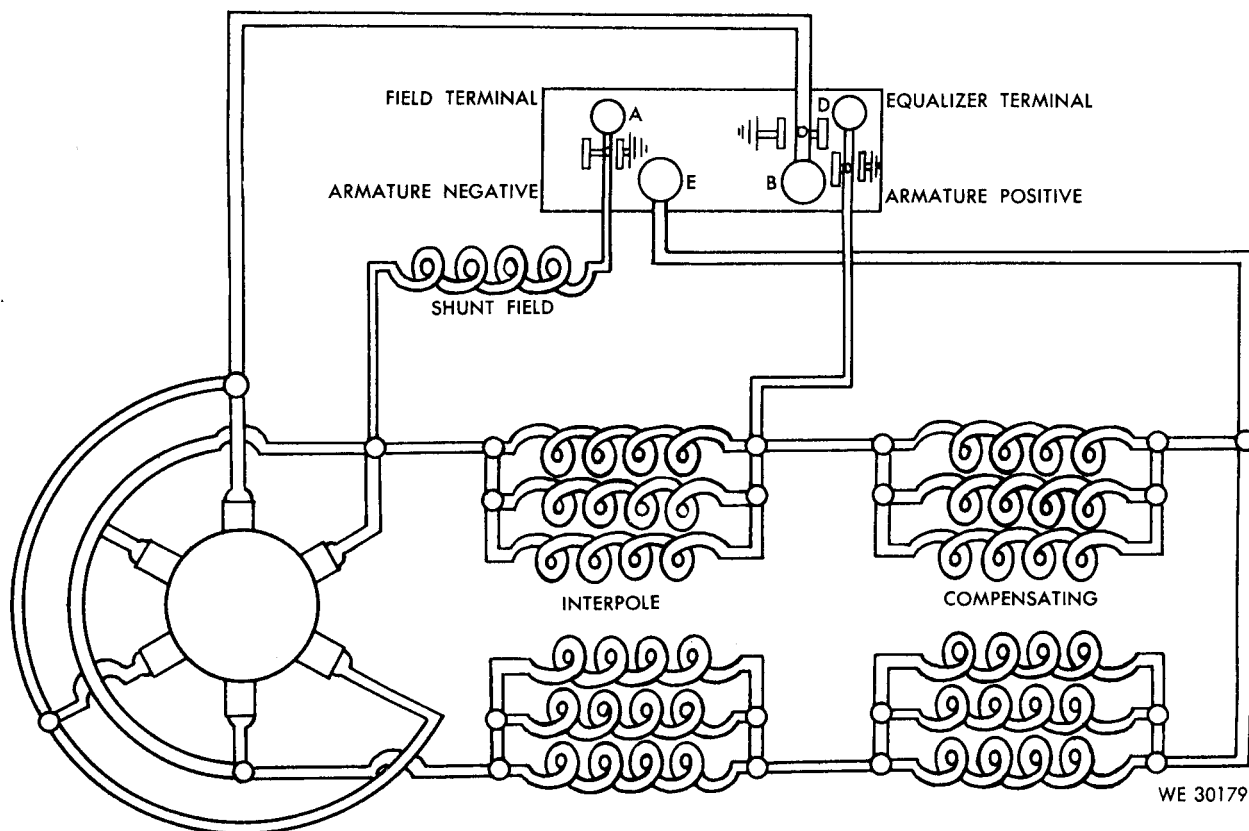 FIELD TERMINAL
A
D
EQUALIZER TERMINAL
ARMATURE NEGATIVE
E
B
ARMATURE POSITIVE
SHUNT FIELD
INTERPOLE
COMPENSATING
WE 30179